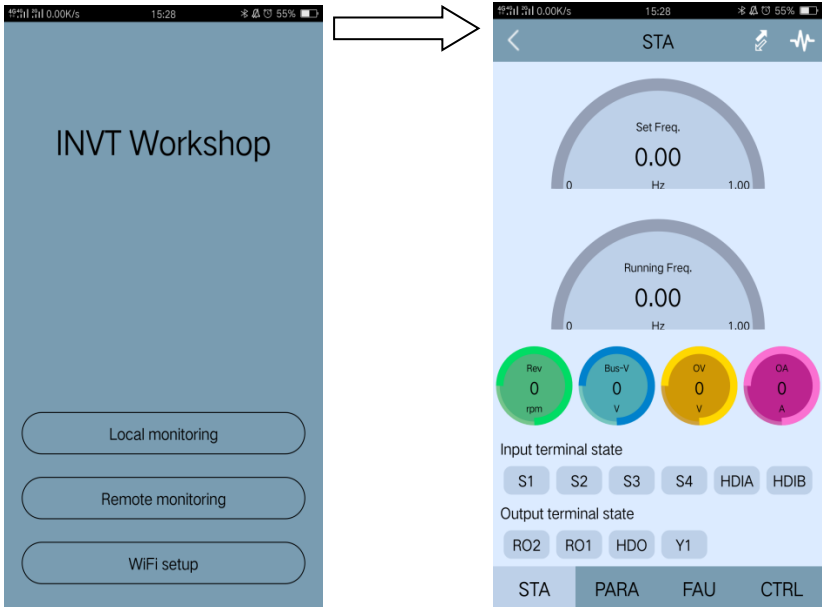 0.00K/s 15:28 55%
INVT Workshop
Local monitoring
Remote monitoring
WiFi setup
0.00K/s 15:28 55%
STA
Set Freq.
0.00
0 Hz 1.00
Running Freq.
0.00
0 Hz 1.00
Rev Bus-V OV OA
0 0 0 0
rpm V V A
Input terminal state
S1 S2 S3 S4 HDIA HDIB
Output terminal state
RO2 RO1 HDO Y1
STA PARA FAU CTRL